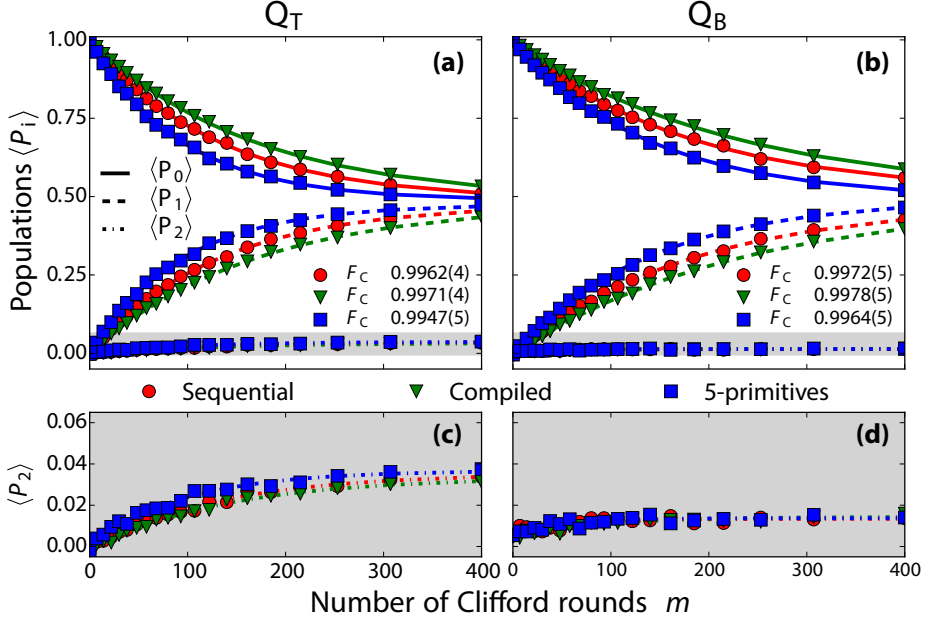 Q_T Q_B
(a) (b)
Populations ⟨P_i⟩
1.00
0.75
0.50
0.25
0.00
⟨P_0⟩
⟨P_1⟩
⟨P_2⟩
F_C 0.9962(4)
F_C 0.9971(4)
F_C 0.9947(5)
F_C 0.9972(5)
F_C 0.9978(5)
F_C 0.9964(5)
Sequential Compiled 5-primitives
(c) (d)
⟨P_2⟩
0.06
0.04
0.02
0.00
0 100 200 300 400 0 100 200 300 400
Number of Clifford rounds m